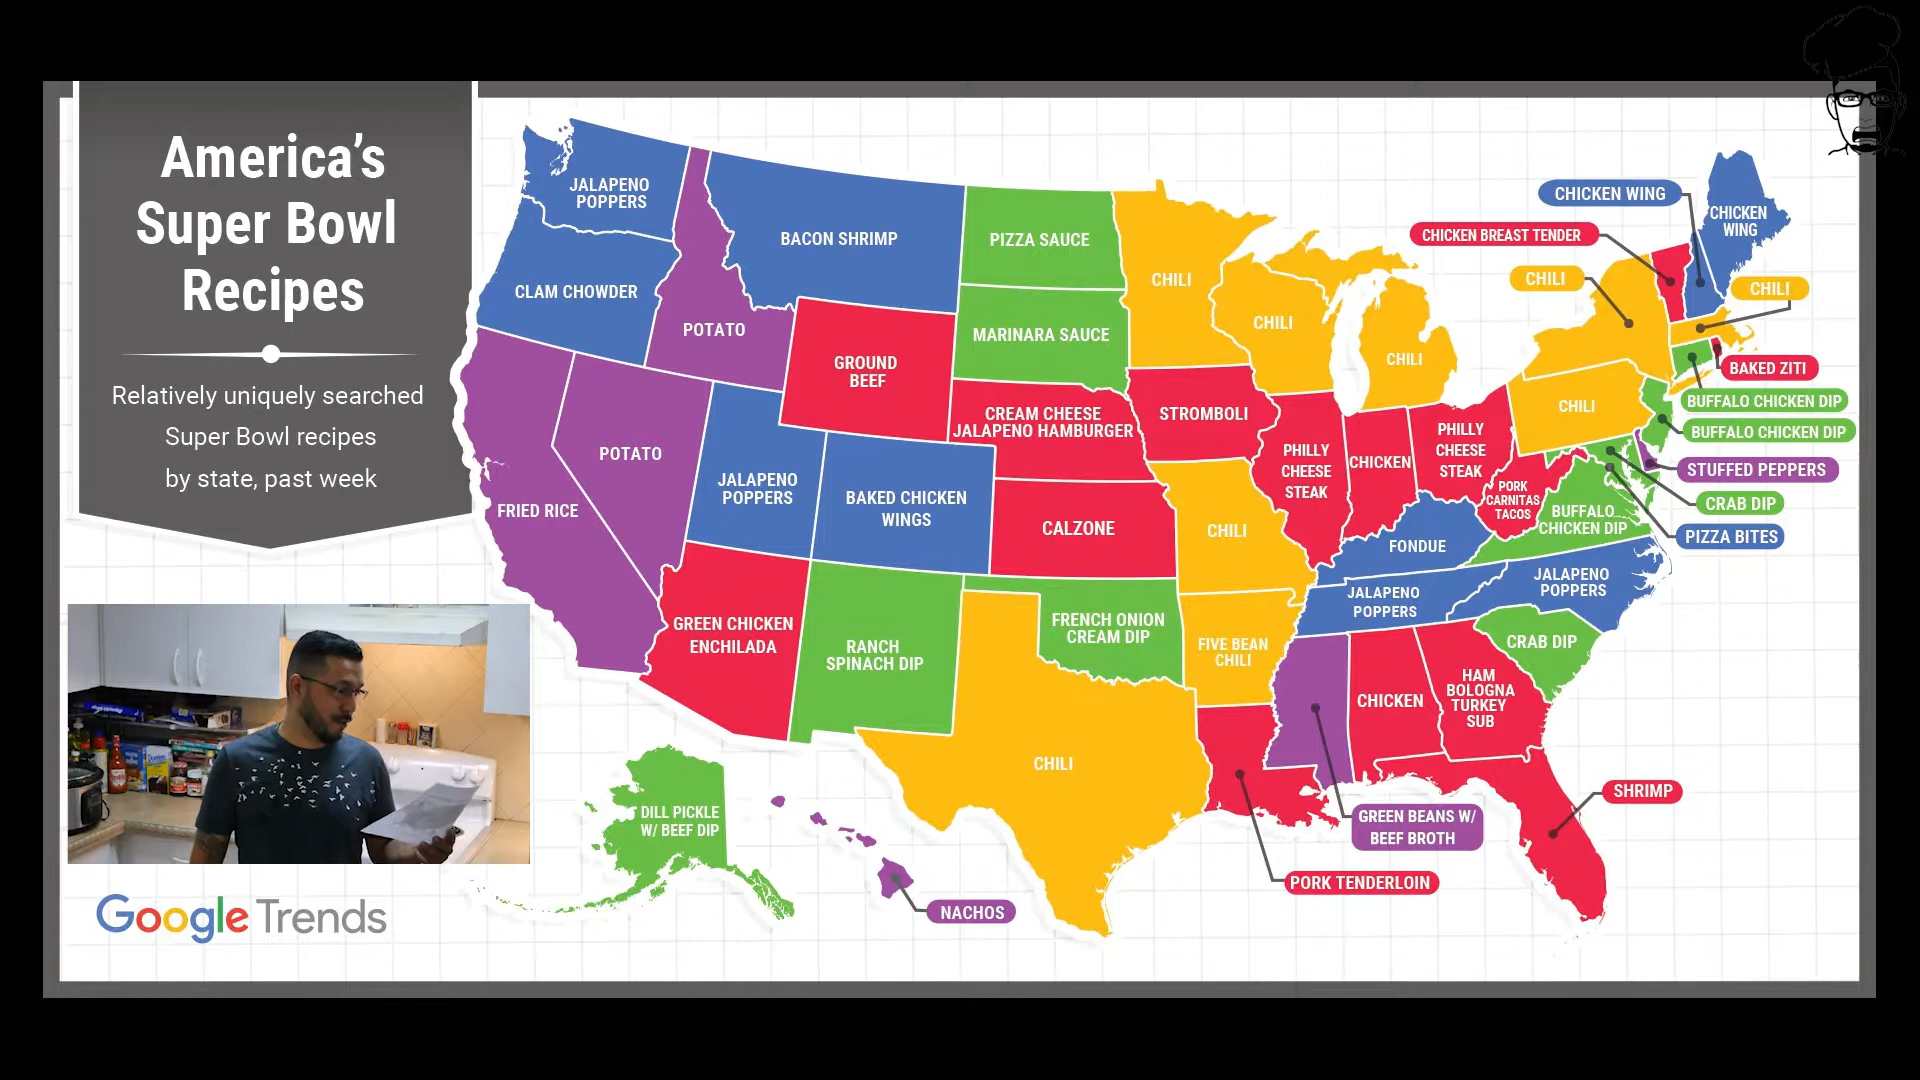 America's
Super Bowl
Recipes
Relatively uniquely searched
Super Bowl recipes
by state, past week
JALAPENO
POPPERS
CLAM CHOWDER
POTATO
BACON SHRIMP
PIZZA SAUCE
CHILI
CHILI
CHILI
CHICKEN WING
CHICKEN
WING
CHICKEN BREAST TENDER
CHILI
CHILI
MARINARA SAUCE
GROUND
BEEF
CREAM CHEESE
JALAPENO HAMBURGER
STROMBOLI
PHILLY
CHEESE
STEAK
CHICKEN
PHILLY
CHEESE
STEAK
CHILI
BAKED ZITI
BUFFALO CHICKEN DIP
BUFFALO CHICKEN DIP
STUFFED PEPPERS
CRAB DIP
PIZZA BITES
FRIED RICE
POTATO
JALAPENO
POPPERS
BAKED CHICKEN
WINGS
CALZONE
CHILI
PORK
CARNITAS
TACOS
BUFFALO
CHICKEN DIP
FONDUE
JALAPENO
POPPERS
JALAPENO
POPPERS
GREEN CHICKEN
ENCHILADA
RANCH
SPINACH DIP
FRENCH ONION
CREAM DIP
FIVE BEAN
CHILI
CRAB DIP
CHICKEN
HAM
BOLOGNA
TURKEY
SUB
CHILI
DILL PICKLE
W/ BEEF DIP
NACHOS
PORK TENDERLOIN
GREEN BEANS W/
BEEF BROTH
SHRIMP
Google Trends